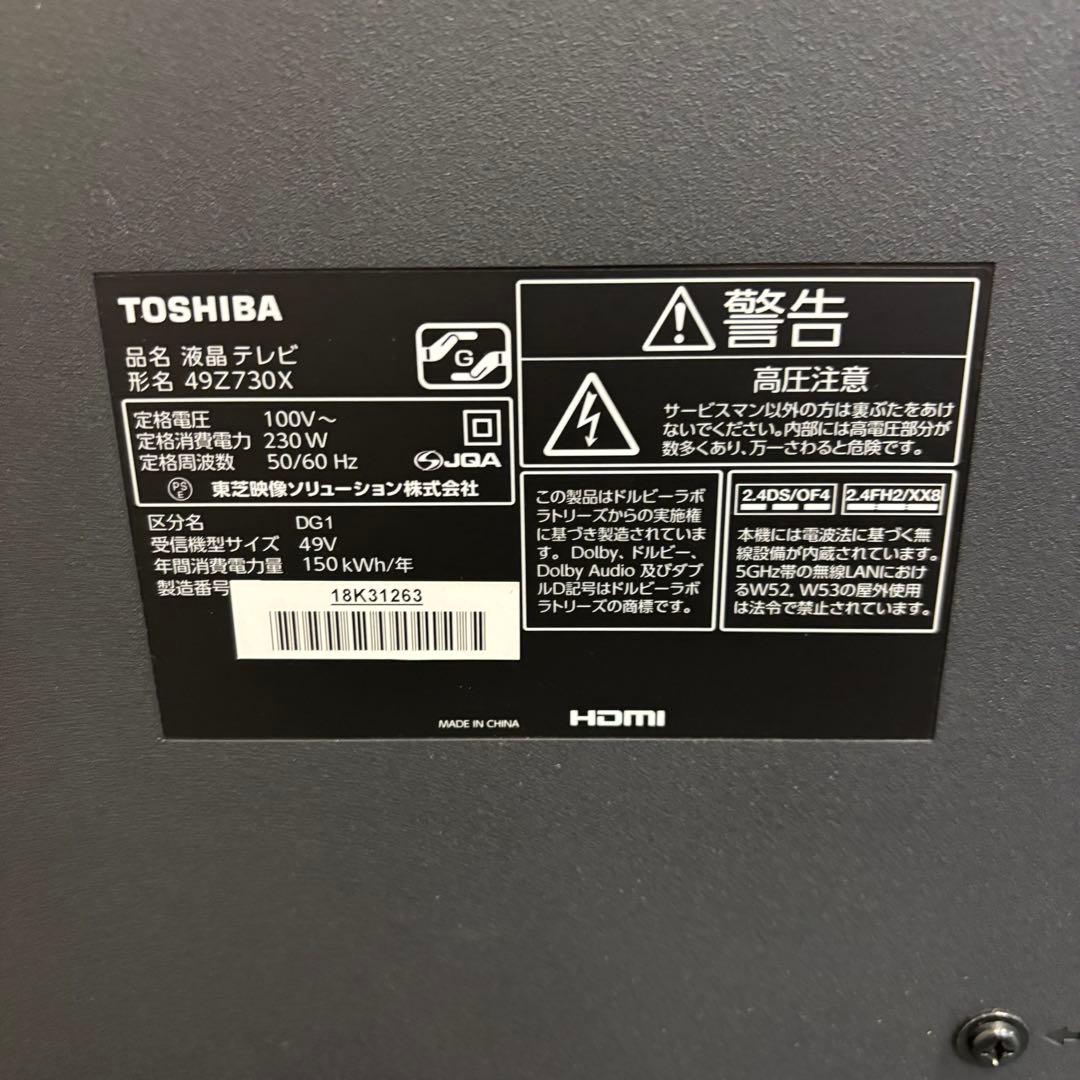 TOSHIBA
品名 液晶テレビ
形名 49Z730X
G
定格電圧 100V～
定格消費電力 230W
定格周波数 50/60 Hz
JQA
PS
E
東芝映像ソリューション株式会社
区分名 DG1
受信機型サイズ 49V
年間消費電力量 150kWh/年
製造番号
18K31263
MADE IN CHINA
HDMI
警告
高圧注意
サービスマン以外の方は裏ぶたをあけ
ないでください。内部には高電圧部分が
数多くあり、万一さわると危険です。
この製品はドルビーラボ
ラトリーズからの実施権
に基づき製造されていま
す。Dolby、ドルビー、
Dolby Audio 及びダブ
ルD記号はドルビーラボ
ラトリーズの商標です。
2.4DS/OF4 2.4FH2/XX8
本機には電波法に基づく無
線設備が内蔵されています。
5GHz帯の無線LANにおけ
るW52, W53の屋外使用
は法令で禁止されています。